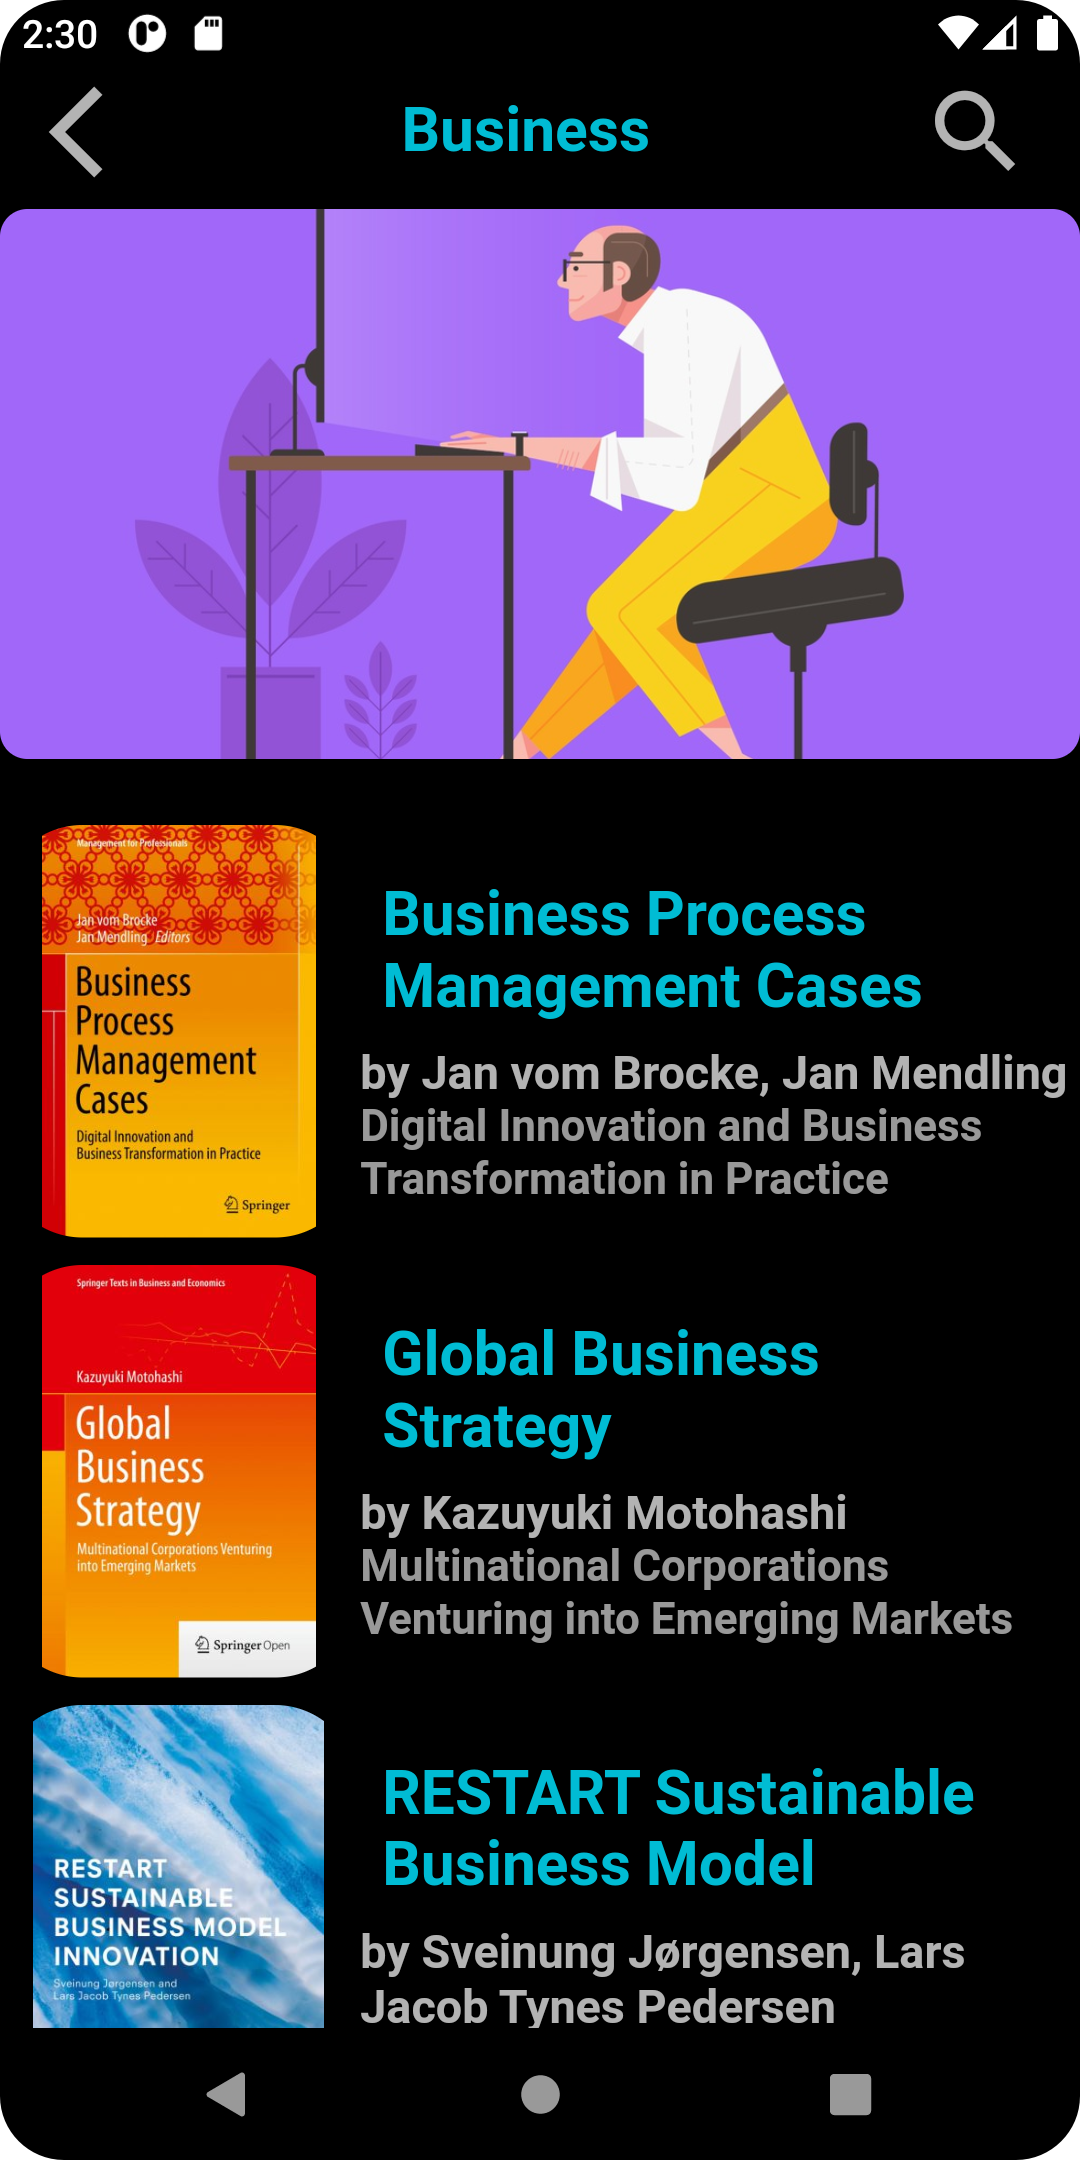 2:30
Business
Management for Professionals
Jan vom Brocke
Jan Mendling Editors
Business
Process
Management
Cases
Digital Innovation and
Business Transformation in Practice
Springer
Business Process
Management Cases
by Jan vom Brocke, Jan Mendling
Digital Innovation and Business
Transformation in Practice
Springer Texts in Business and Economics
Kazuyuki Motohashi
Global
Business
Strategy
Multinational Corporations Venturing
into Emerging Markets
Springer Open
Global Business
Strategy
by Kazuyuki Motohashi
Multinational Corporations
Venturing into Emerging Markets
RESTART
SUSTAINABLE
BUSINESS MODEL
INNOVATION
Sveinung Jørgensen and
Lars Jacob Tynes Pedersen
RESTART Sustainable
Business Model
by Sveinung Jørgensen, Lars
Jacob Tynes Pedersen